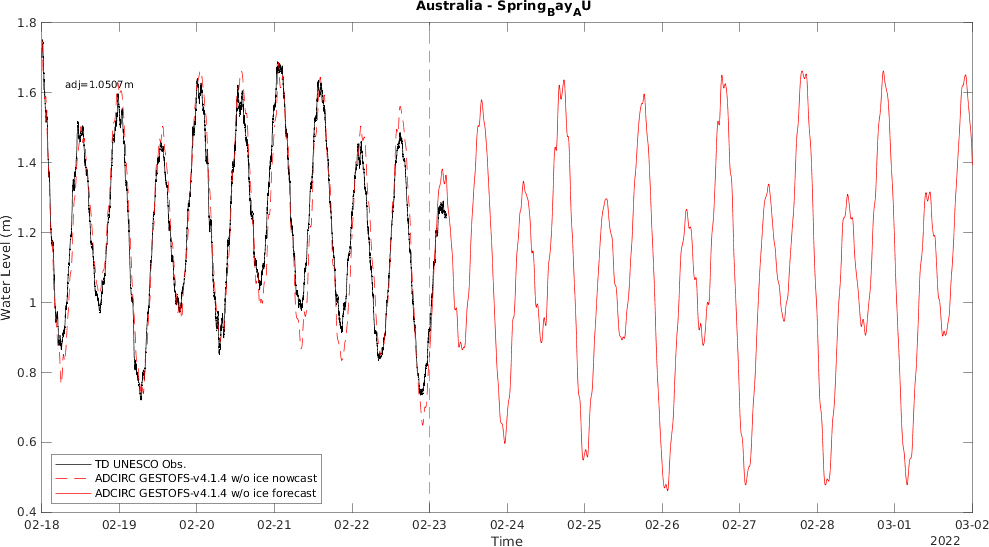 Australia - Spring_Bay_AU
1.8
1.6
1.4
1.2
1
0.8
0.6
0.4
Water Level (m)
adj=1.0507m
TD UNESCO Obs.
ADCIRC GESTOFS-v4.1.4 w/o ice nowcast
ADCIRC GESTOFS-v4.1.4 w/o ice forecast
02-18 02-19 02-20 02-21 02-22 02-23 02-24 02-25 02-26 02-27 02-28 03-01 03-02
Time
2022